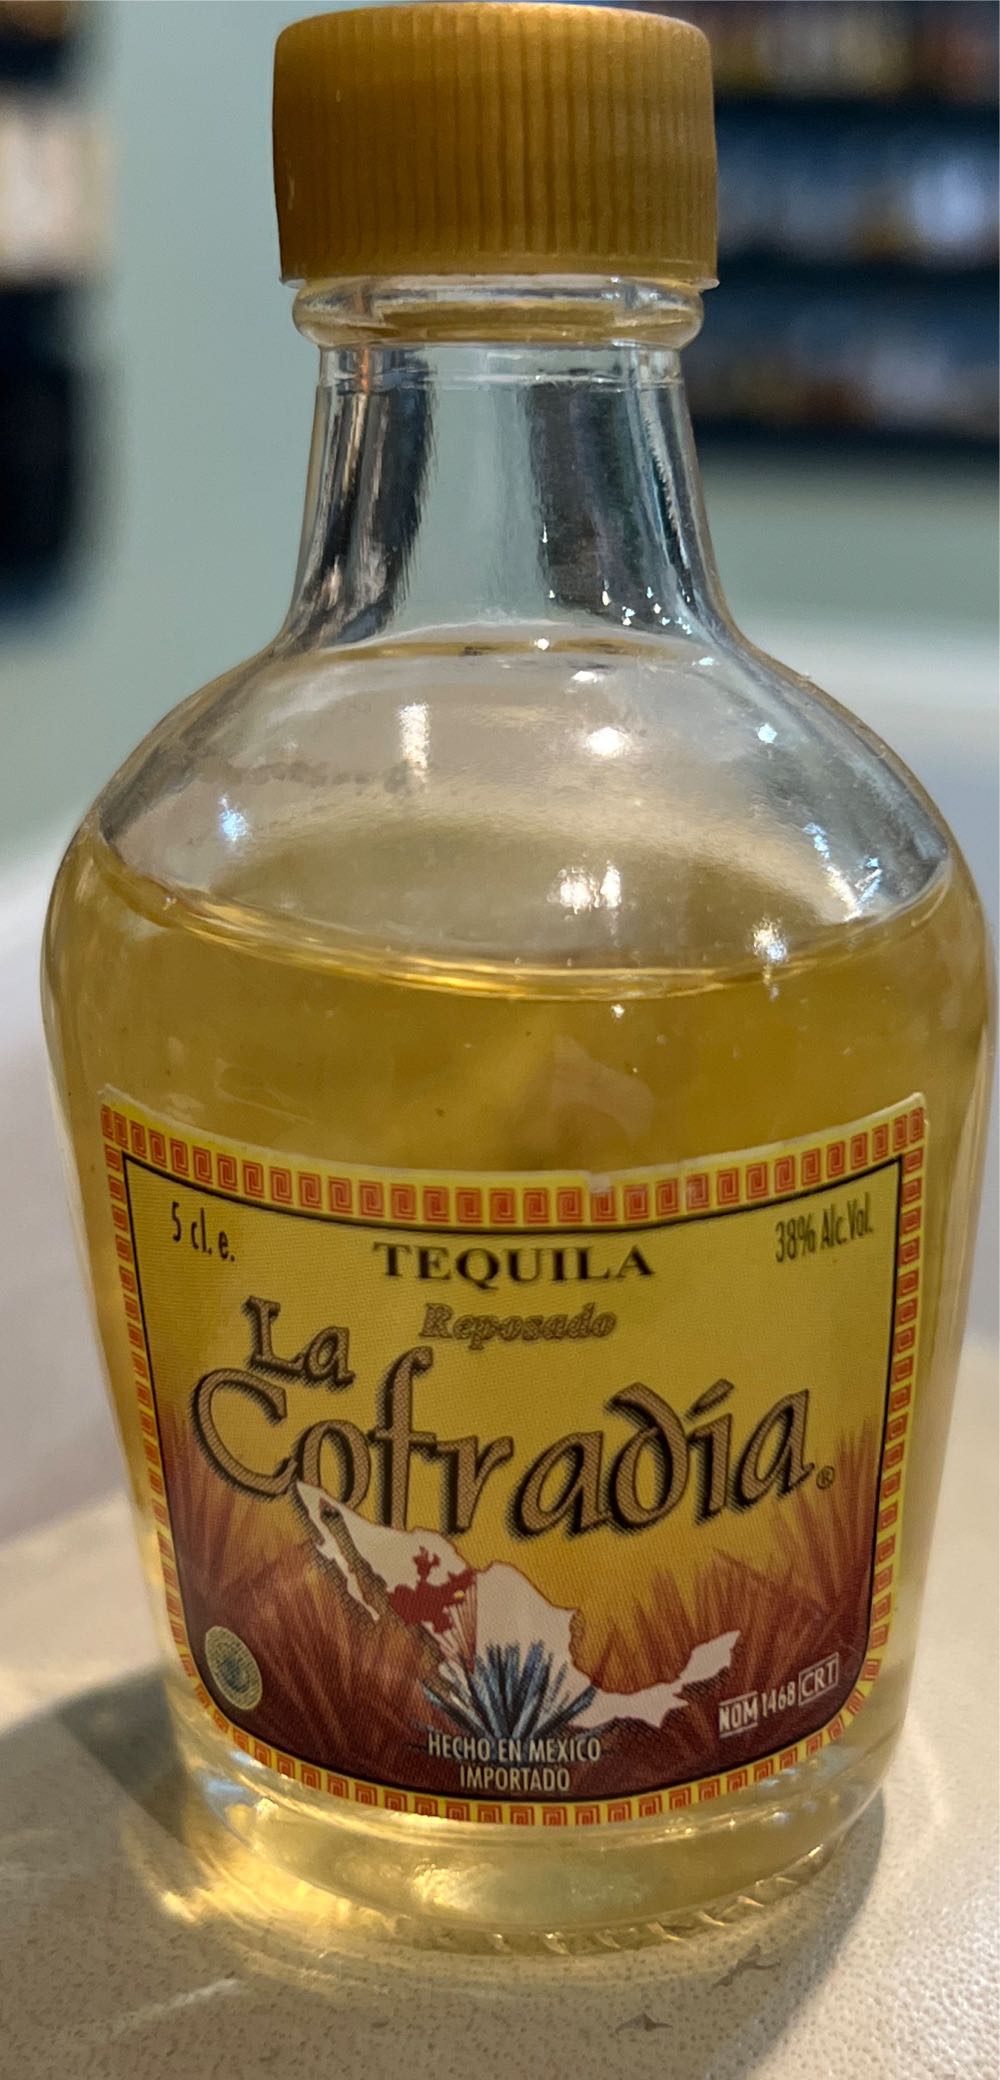 5 cl. e.
38% Alc.Vol.
TEQUILA
Reposado
La
Cofradía®
NOM 1468 CRT
HECHO EN MEXICO
IMPORTADO